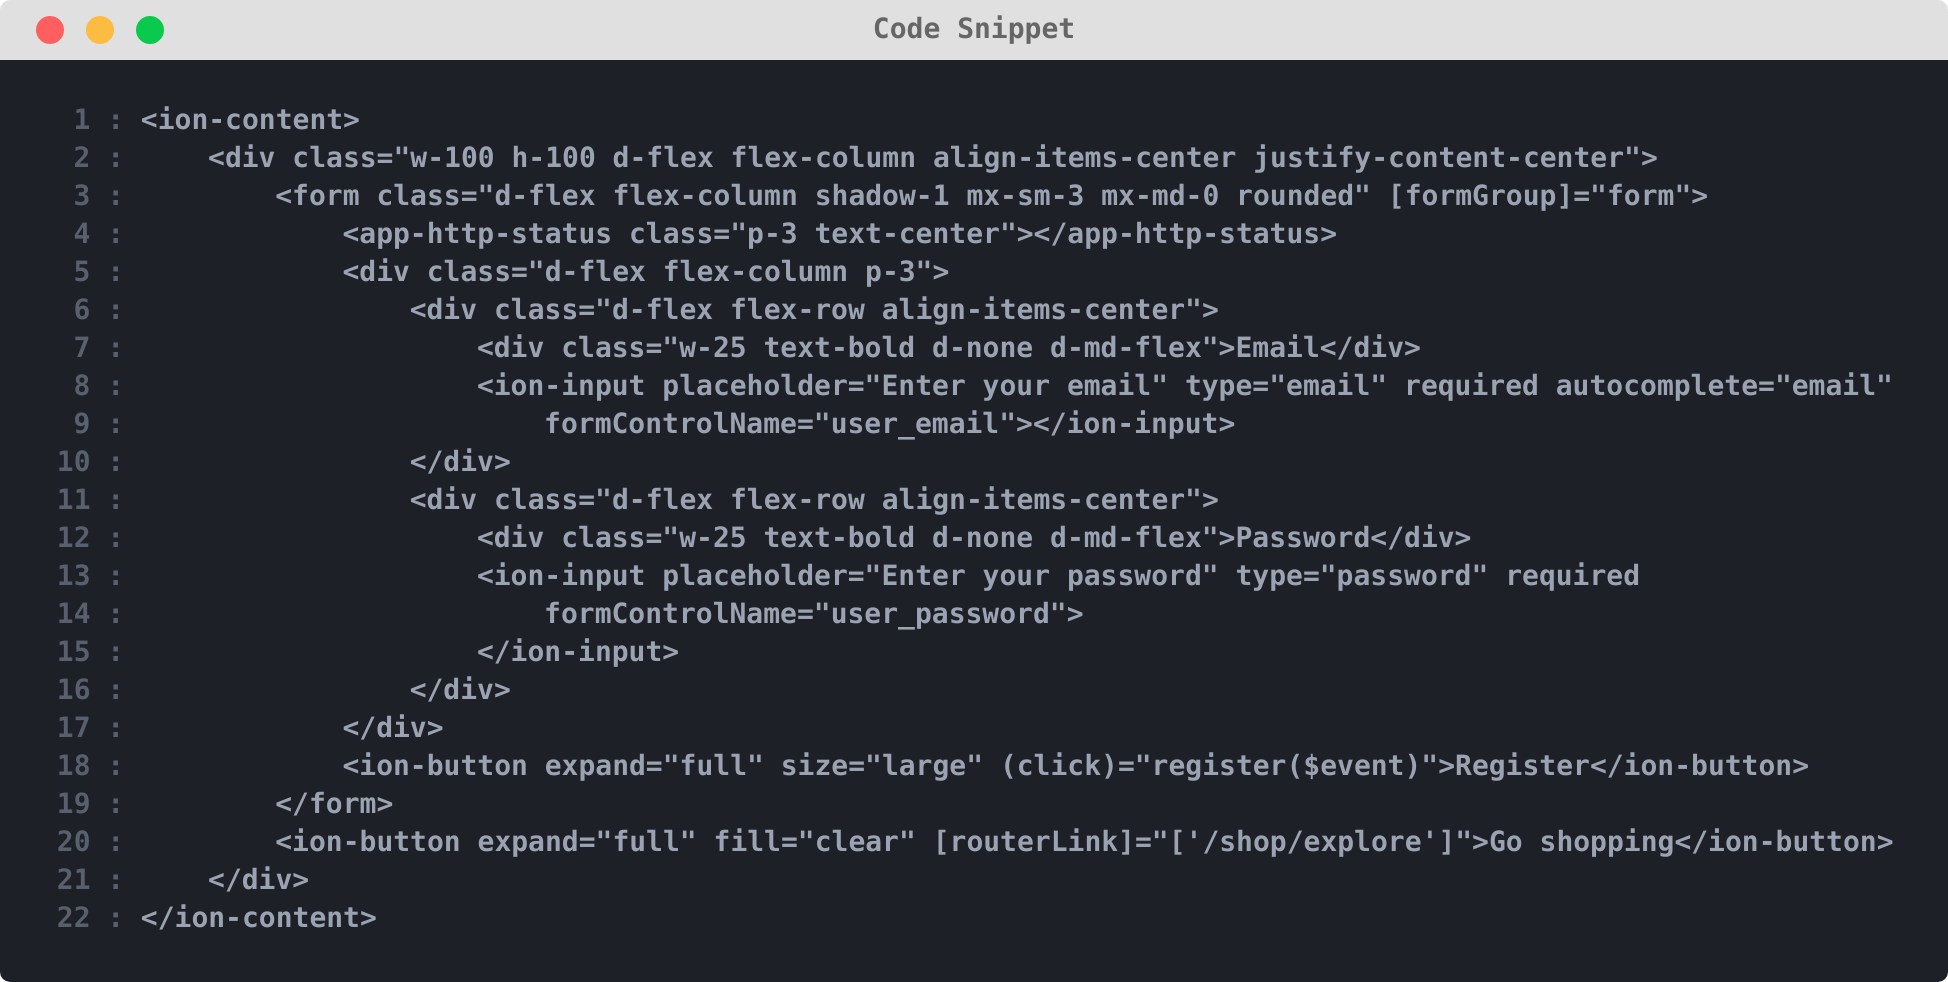 Code Snippet
1 : <ion-content>
2 :     <div class="w-100 h-100 d-flex flex-column align-items-center justify-content-center">
3 :         <form class="d-flex flex-column shadow-1 mx-sm-3 mx-md-0 rounded" [formGroup]="form">
4 :             <app-http-status class="p-3 text-center"></app-http-status>
5 :             <div class="d-flex flex-column p-3">
6 :                 <div class="d-flex flex-row align-items-center">
7 :                     <div class="w-25 text-bold d-none d-md-flex">Email</div>
8 :                     <ion-input placeholder="Enter your email" type="email" required autocomplete="email"
9 :                         formControlName="user_email"></ion-input>
10 :                 </div>
11 :                 <div class="d-flex flex-row align-items-center">
12 :                     <div class="w-25 text-bold d-none d-md-flex">Password</div>
13 :                     <ion-input placeholder="Enter your password" type="password" required
14 :                         formControlName="user_password">
15 :                     </ion-input>
16 :                 </div>
17 :             </div>
18 :             <ion-button expand="full" size="large" (click)="register($event)">Register</ion-button>
19 :         </form>
20 :         <ion-button expand="full" fill="clear" [routerLink]="['/shop/explore']">Go shopping</ion-button>
21 :     </div>
22 : </ion-content>